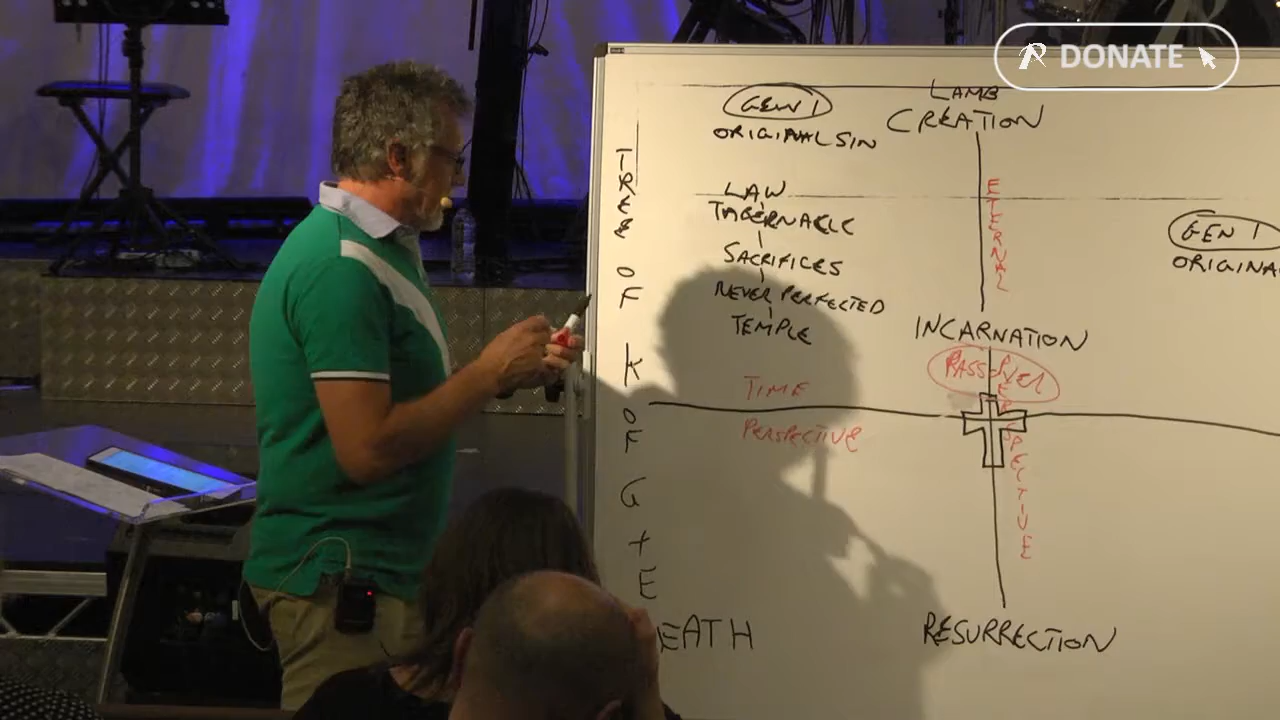 DONATE
LAMB
CREATION
GEN 1
ORIGINAL SIN
TREE OF K OF G + E
LAW
TABERNACLE
SACRIFICES
NEVER PERFECTED
TEMPLE
ETERNAL
GEN 1
ORIGINA
INCARNATION
PASSOVER
TIME
PERSPECTIVE
PERSPECTIVE
EATH
RESURRECTION